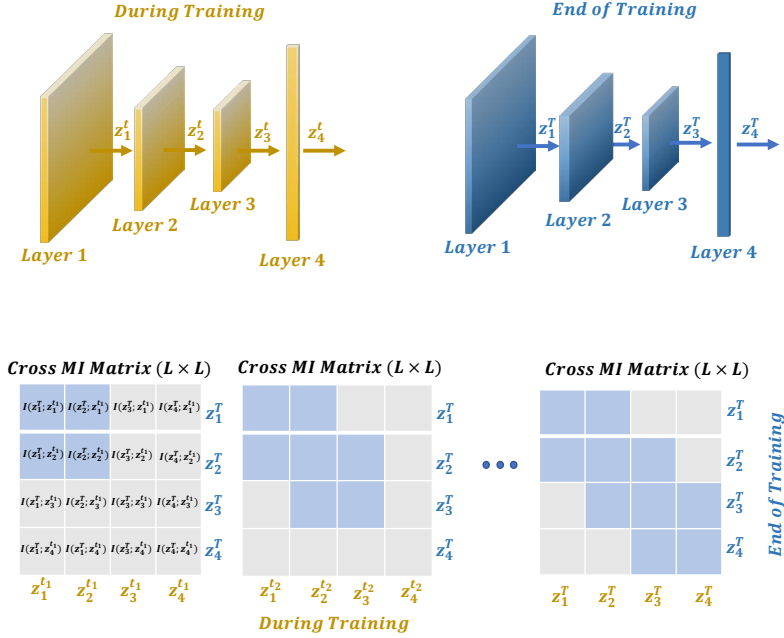 During Training
End of Training
z_1^t z_2^t z_3^t z_4^t
z_1^T z_2^T z_3^T z_4^T
Layer 1 Layer 2 Layer 3 Layer 4
Layer 1 Layer 2 Layer 3 Layer 4
Cross MI Matrix (L × L)
I(z_1^T; z_1^{t_1}) I(z_2^T; z_1^{t_1}) I(z_3^T; z_1^{t_1}) I(z_4^T; z_1^{t_1}) z_1^T
I(z_1^T; z_2^{t_1}) I(z_2^T; z_2^{t_1}) I(z_3^T; z_2^{t_1}) I(z_4^T; z_2^{t_1}) z_2^T
I(z_1^T; z_3^{t_1}) I(z_2^T; z_3^{t_1}) I(z_3^T; z_3^{t_1}) I(z_4^T; z_3^{t_1}) z_3^T
I(z_1^T; z_4^{t_1}) I(z_1^T; z_4^{t_1}) I(z_3^T; z_4^{t_1}) I(z_4^T; z_4^{t_1}) z_4^T
z_1^{t_1} z_2^{t_1} z_3^{t_1} z_4^{t_1}
Cross MI Matrix (L × L)
z_1^T
z_2^T
z_3^T
z_4^T
z_1^{t_2} z_2^{t_2} z_3^{t_2} z_4^{t_2}
During Training
Cross MI Matrix (L × L)
z_1^T
z_2^T
z_3^T
z_4^T
z_1^T z_2^T z_3^T z_4^T
End of Training